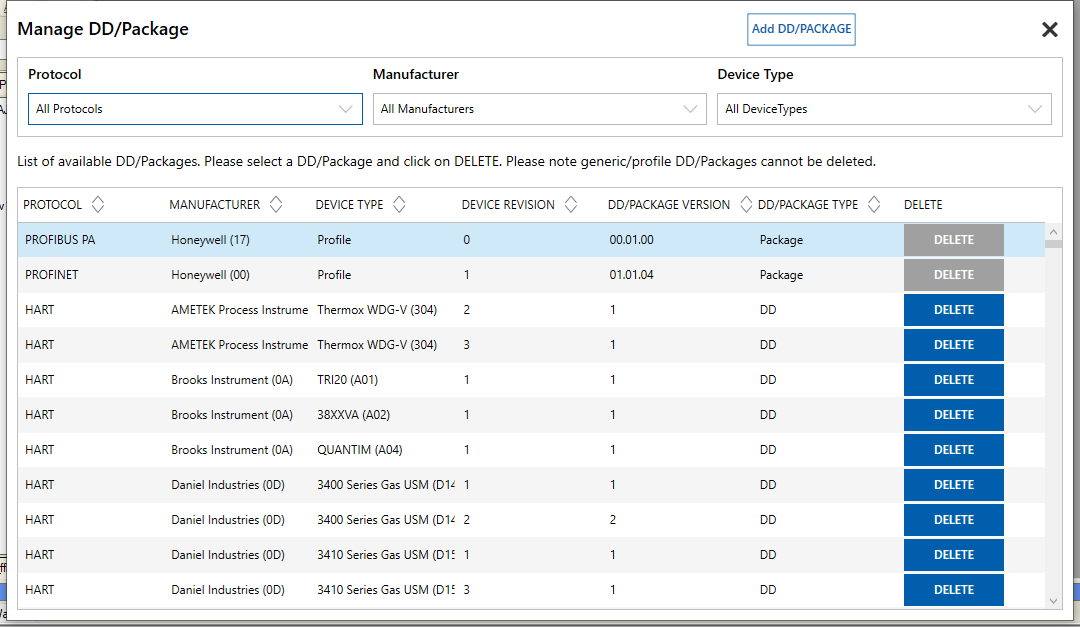 Manage DD/Package
Add DD/PACKAGE
Protocol Manufacturer Device Type
All Protocols All Manufacturers All DeviceTypes
List of available DD/Packages. Please select a DD/Package and click on DELETE. Please note generic/profile DD/Packages cannot be deleted.
PROTOCOL MANUFACTURER DEVICE TYPE DEVICE REVISION DD/PACKAGE VERSION DD/PACKAGE TYPE DELETE
PROFIBUS PA Honeywell (17) Profile 0 00.01.00 Package DELETE
PROFINET Honeywell (00) Profile 1 01.01.04 Package DELETE
HART AMETEK Process Instrume Thermox WDG-V (304) 2 1 DD DELETE
HART AMETEK Process Instrume Thermox WDG-V (304) 3 1 DD DELETE
HART Brooks Instrument (0A) TRI20 (A01) 1 1 DD DELETE
HART Brooks Instrument (0A) 38XXVA (A02) 1 1 DD DELETE
HART Brooks Instrument (0A) QUANTIM (A04) 1 1 DD DELETE
HART Daniel Industries (0D) 3400 Series Gas USM (D14 1 1 DD DELETE
HART Daniel Industries (0D) 3400 Series Gas USM (D14 2 2 DD DELETE
HART Daniel Industries (0D) 3410 Series Gas USM (D15 1 1 DD DELETE
HART Daniel Industries (0D) 3410 Series Gas USM (D15 3 1 DD DELETE